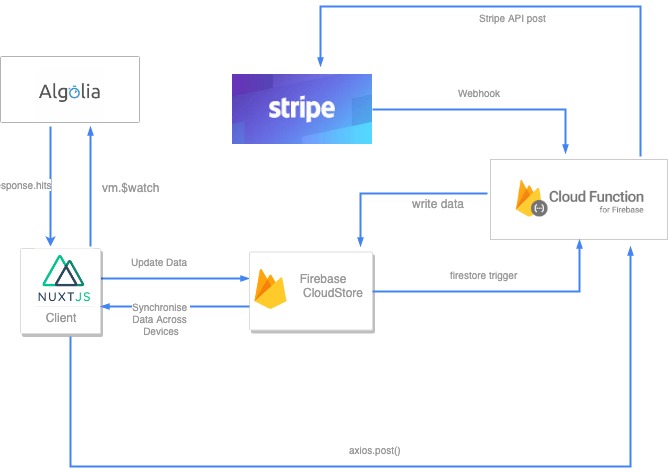 Stripe API post
Algolia
stripe
Webhook
Cloud Function
for Firebase
sponse.hits
vm.$watch
write data
Update Data
NUXTJS
Client
Firebase
CloudStore
firestore trigger
Synchronise
Data Across
Devices
axios.post()